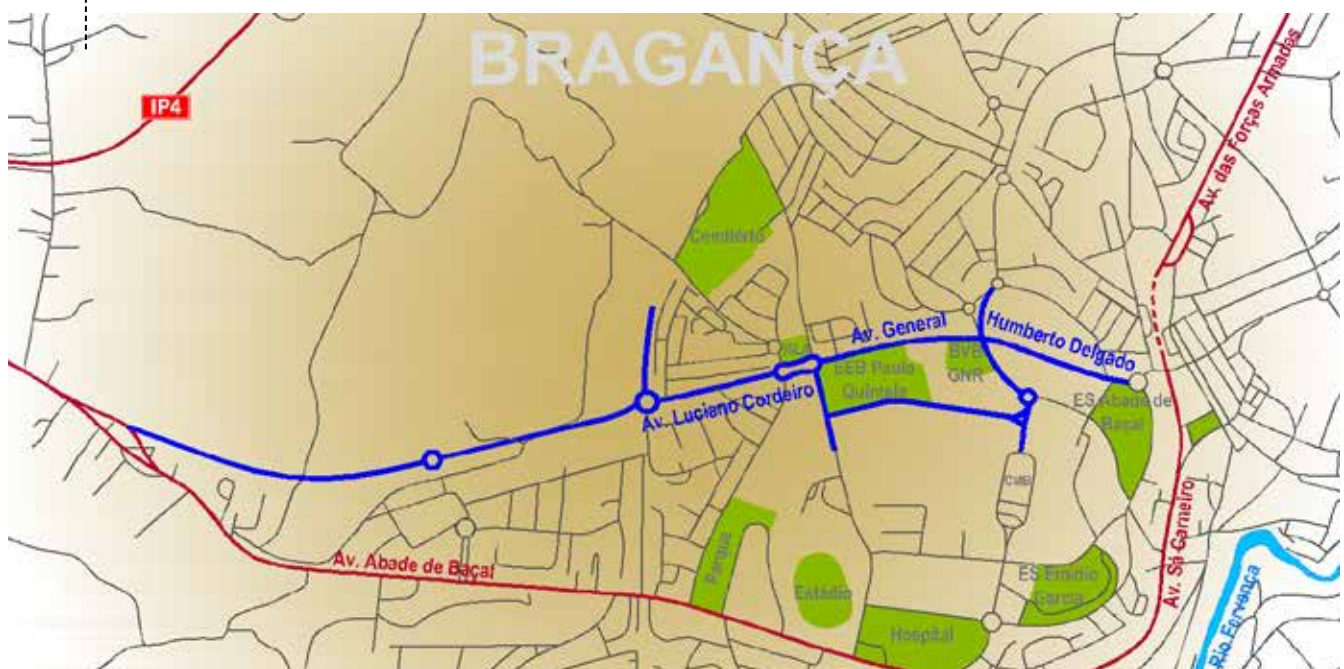 BRAGANÇA
IP4
Av. das Forças Armadas
Cemitério
Av. General
Humberto Delgado
EEB Paulo
Quintela
GNR
Av. Luciano Cordeiro
ES Abade de
Baçal
CMB
Av. Sá Carneiro
Av. Abade de Baçal
Parque
Estádio
ES Emídio
Garcia
Hospital
Rio Fervença